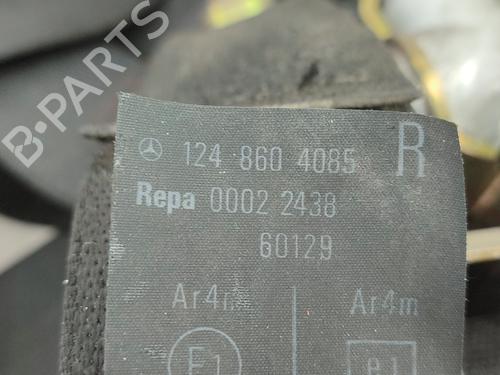 B-PARTS
124 860 4085 R
Repa 0002 2438
60129
Ar4m Ar4m
E1 e1